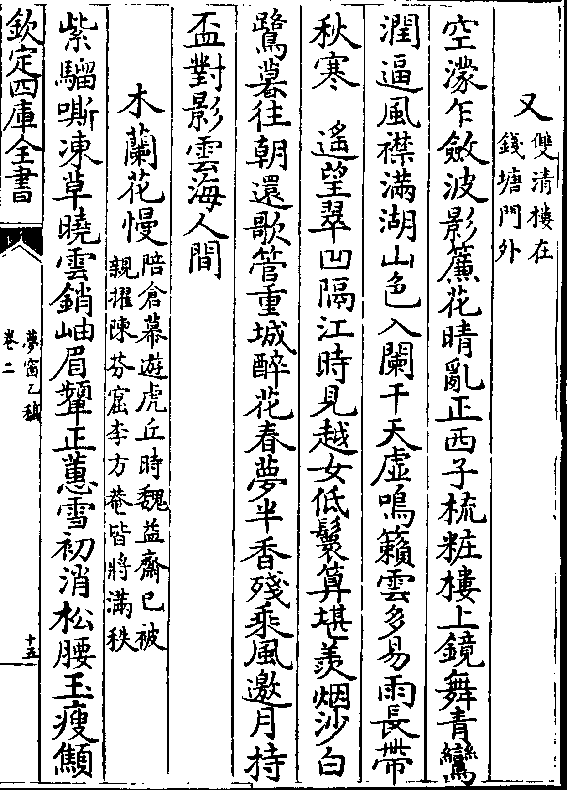 又雙清樓在
錢塘門外
空濛乍斂波影簾花晴亂正西子梳粧樓上鏡舞青鸞
潤逼風襟滿湖山色入闌干天虛鳴籟雲多易雨長帶
秋寒　遙望翠凹隔江時見越女低鬟算堪羨烟沙白
鷺暮往朝還歌管重城醉花春夢半香殘乘風邀月持
盃對影雲海人間
木蘭花慢陪倉幕遊虎丘時魏益齋已被
親擢陳芬窟李方菴皆將滿秩
紫騮嘶凍草曉雲鎖岫眉顰正蕙雪初消松腰玉瘦顦
欽定四庫全書
夢窗乙稿
卷二
十五